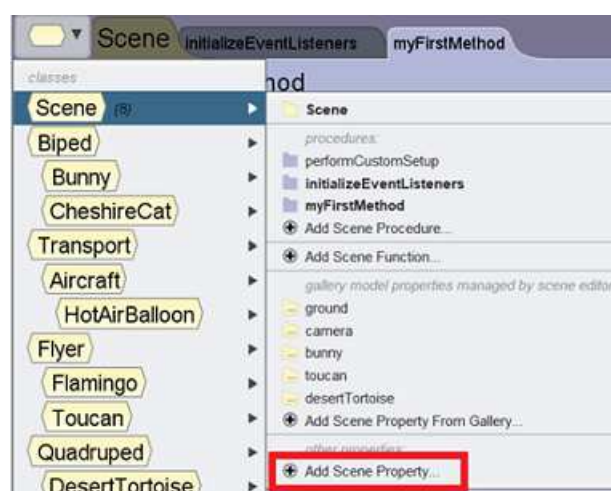 Scene initializeEventListeners myFirstMethod
classes
hod
Scene (8)
Biped
Bunny
CheshireCat
Transport
Aircraft
HotAirBalloon
Flyer
Flamingo
Toucan
Quadruped
DesertTortoise
Scene
procedures:
performCustomSetup
initializeEventListeners
myFirstMethod
Add Scene Procedure...
Add Scene Function...
gallery model properties managed by scene editor
ground
camera
bunny
toucan
desertTortoise
Add Scene Property From Gallery...
other properties:
Add Scene Property...